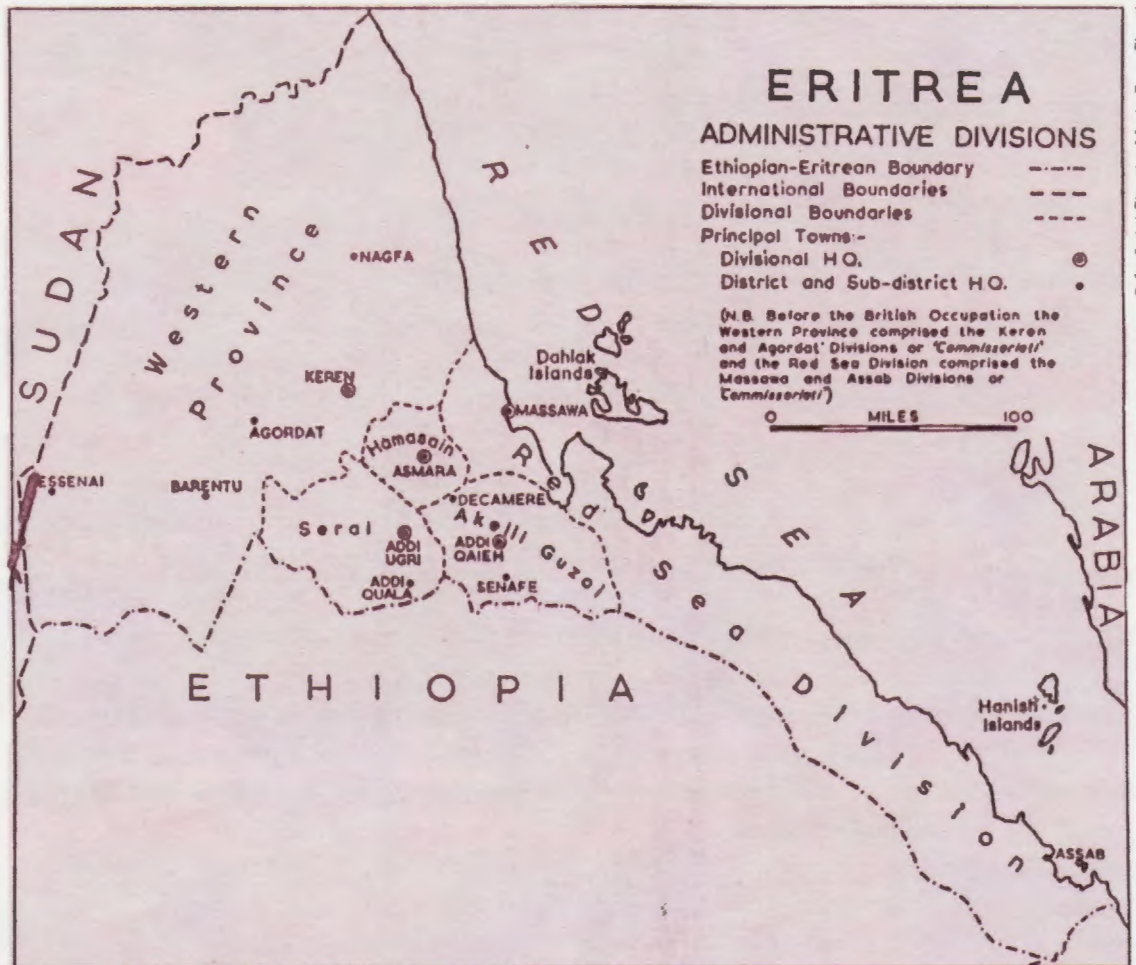 ERITREA
ADMINISTRATIVE DIVISIONS
Ethiopian-Eritrean Boundary
International Boundaries
Divisional Boundaries
Principal Towns:-
Divisional H.Q.
District and Sub-district H.Q.
(N.B. Before the British Occupation the
Western Province comprised the Keren
and Agordat Divisions or "Commissariati"
and the Red Sea Division comprised the
Massawa and Assab Divisions or
"Commissariati")
0 MILES 100
SUDAN
Western
Province
RED SEA
NAGFA
Dahlak
Islands
KEREN
MASSAWA
AGORDAT
Hamasain
ASMARA
ARABIA
ESSENAI
BARENTU
DECAMERE
Serai
ADDI
UGRI
Akelli
Guzai
ADDI
QAIEH
ADDI
QUALA
SENAFE
Red Sea Division
ETHIOPIA
Hanish
Islands
ASSAB